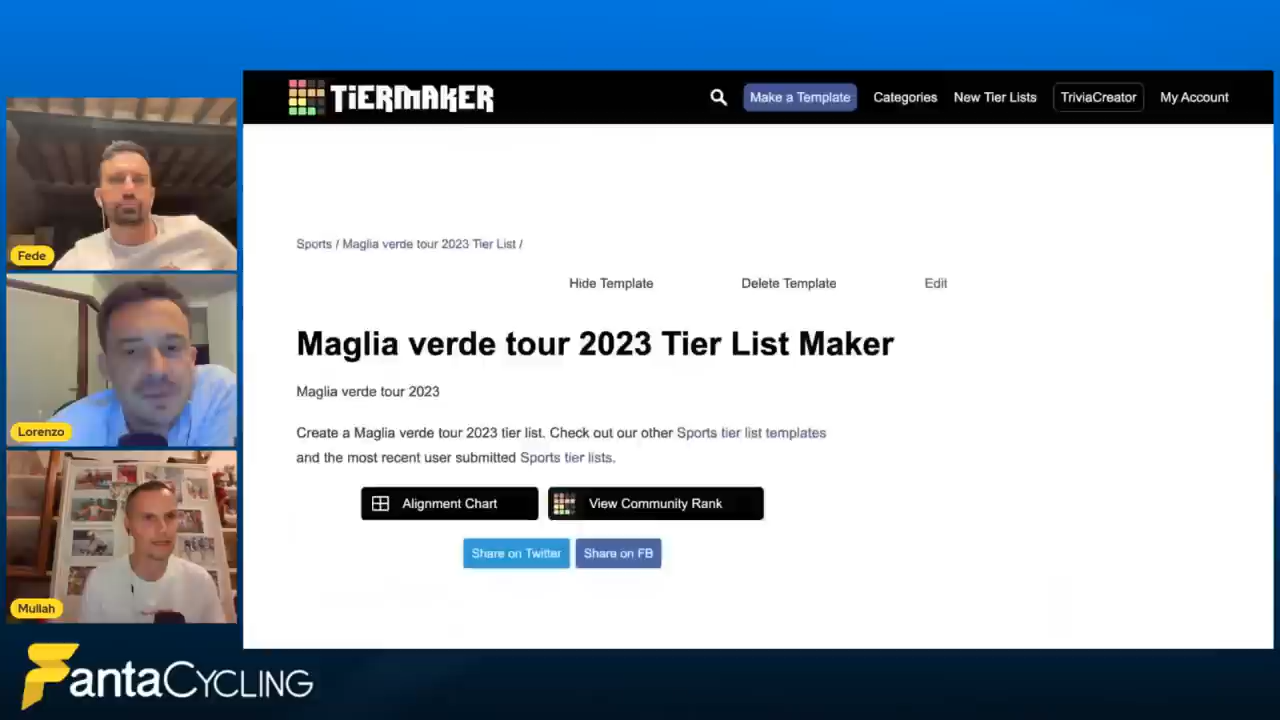 TiERMAKER
Make a Template
Categories
New Tier Lists
TriviaCreator
My Account
Sports / Maglia verde tour 2023 Tier List /
Hide Template
Delete Template
Edit
Maglia verde tour 2023 Tier List Maker
Maglia verde tour 2023
Create a Maglia verde tour 2023 tier list. Check out our other Sports tier list templates
and the most recent user submitted Sports tier lists.
Alignment Chart
View Community Rank
Share on Twitter
Share on FB
Fede
Lorenzo
Mullah
FantaCycling